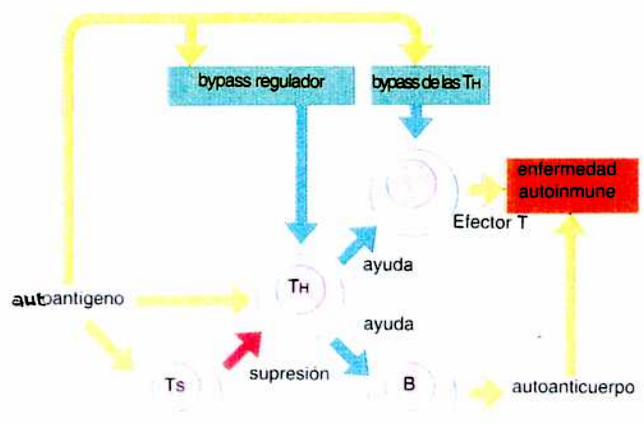 bypass regulador
bypass de las TH
enfermedad
autoinmune
Efector T
ayuda
TH
autoantigeno
ayuda
supresión
Ts
B
autoanticuerpo